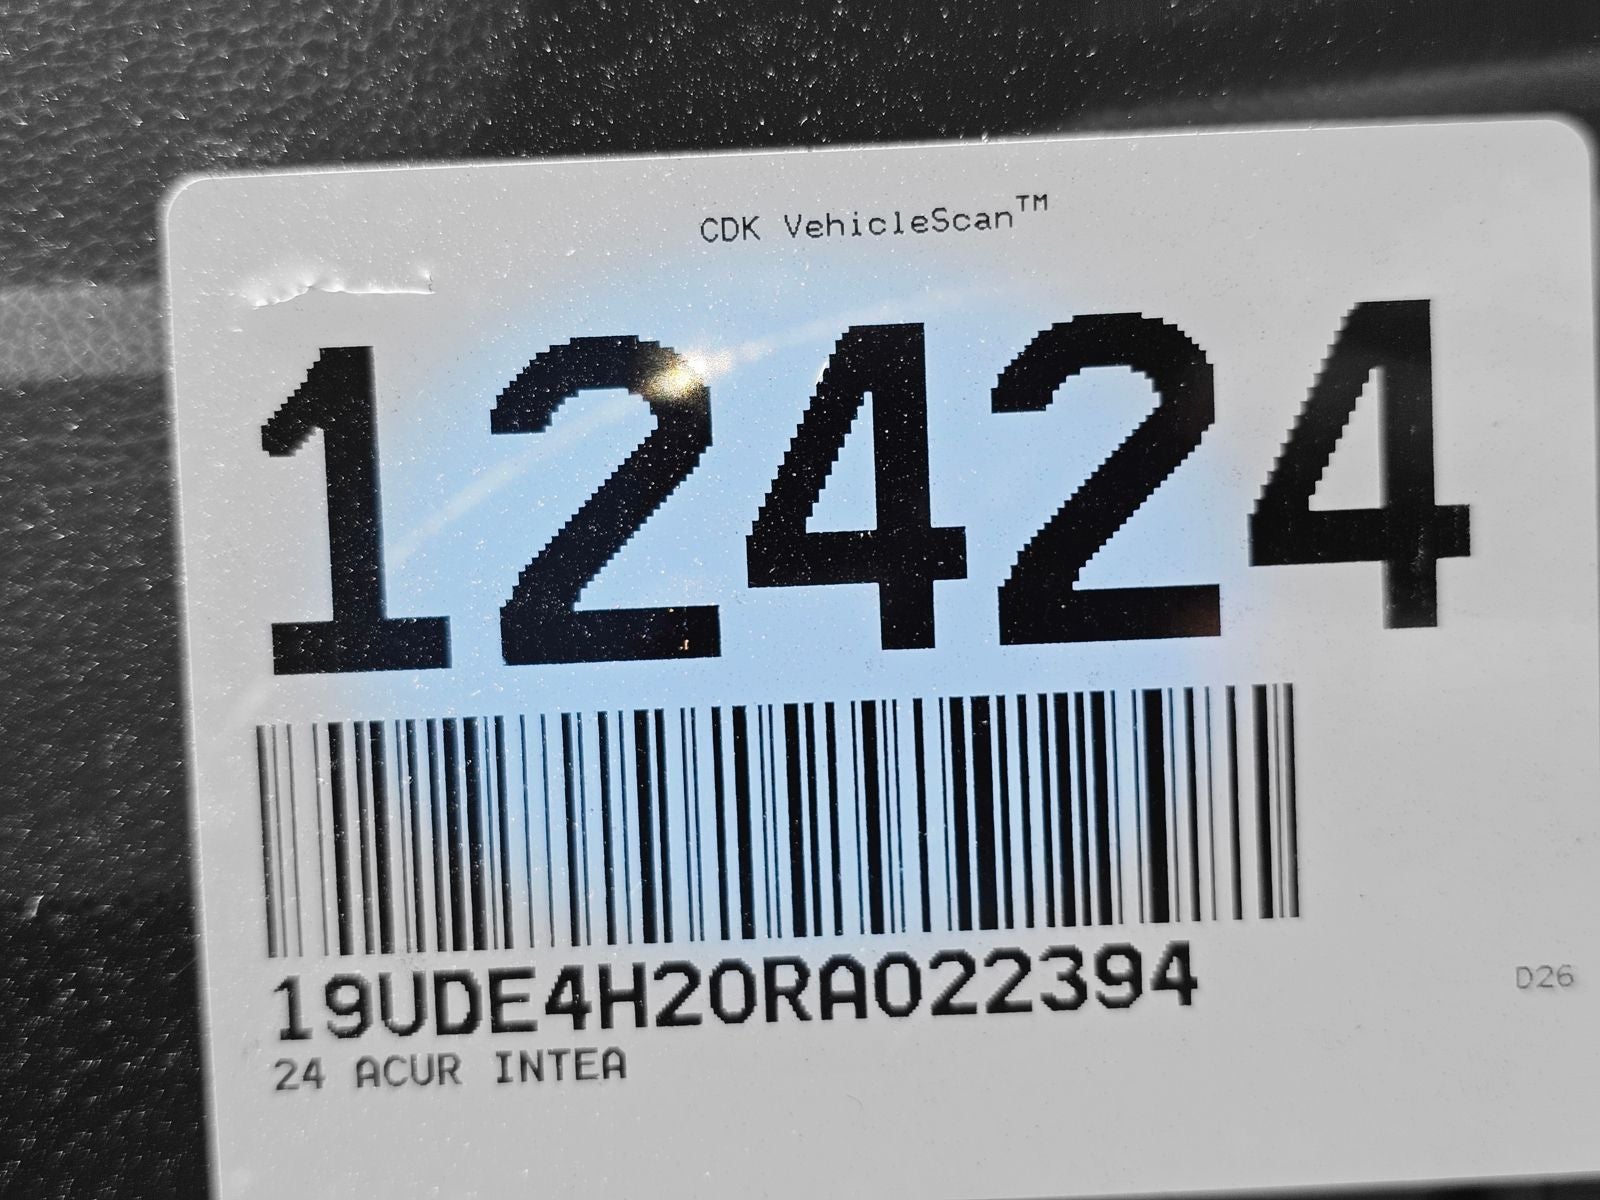 CDK VehicleScan™
12424
19UDE4H20RA022394
24 ACUR INTEA
D26